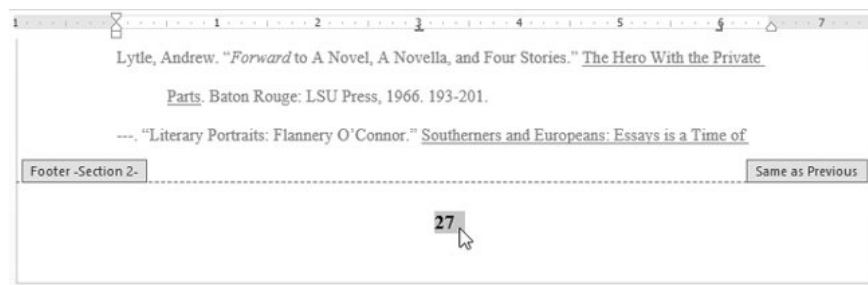 1 1 2 3 4 5 6 7
Lytle, Andrew. “Forward to A Novel, A Novella, and Four Stories.” The Hero With the Private
Parts. Baton Rouge: LSU Press, 1966. 193-201.
---. “Literary Portraits: Flannery O’Connor.” Southerners and Europeans: Essays is a Time of
Footer -Section 2- Same as Previous
27